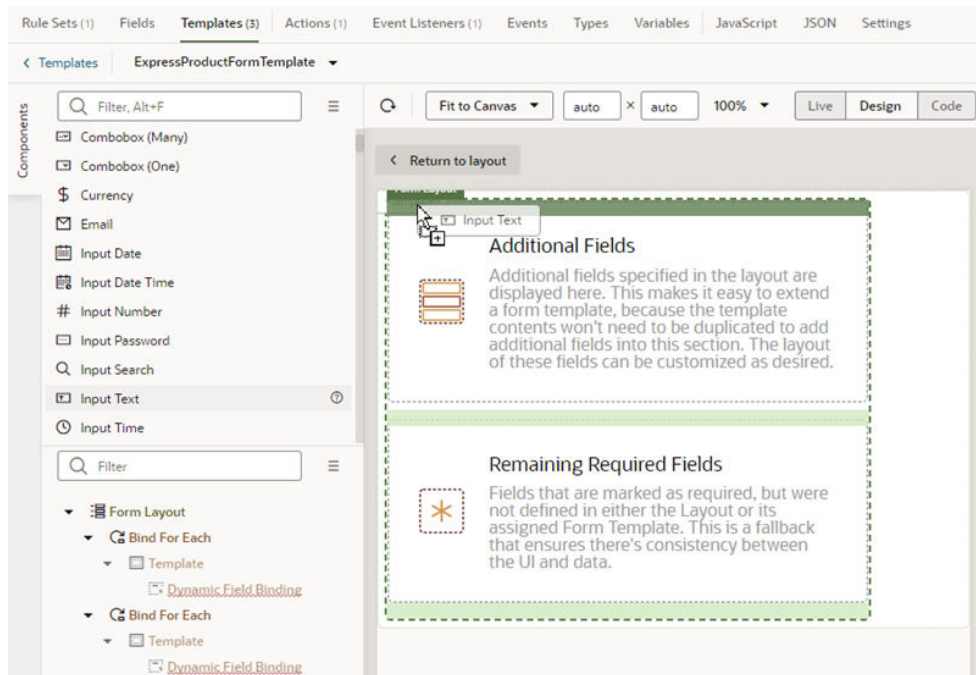 Rule Sets (1) Fields Templates (3) Actions (1) Event Listeners (1) Events Types Variables JavaScript JSON Settings
Templates ExpressProductFormTemplate
Components
Filter, Alt+F
Fit to Canvas auto × auto 100% Live Design Code
Combobox (Many)
Combobox (One)
Currency
Email
Input Date
Input Date Time
Input Number
Input Password
Input Search
Input Text
Input Time
Return to layout
Form Layout
Input Text
Additional Fields
Additional fields specified in the layout are
displayed here. This makes it easy to extend
a form template, because the template
contents won't need to be duplicated to add
additional fields into this section. The layout
of these fields can be customized as desired.
Remaining Required Fields
Fields that are marked as required, but were
not defined in either the Layout or its
assigned Form Template. This is a fallback
that ensures there's consistency between
the UI and data.
Filter
Form Layout
Bind For Each
Template
Dynamic Field Binding
Bind For Each
Template
Dynamic Field Binding